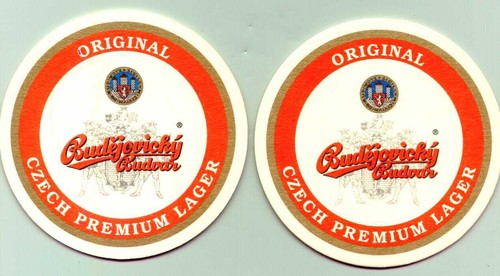 ORIGINAL
Budějovický
Budvar
®
CZECH PREMIUM LAGER
ORIGINAL
Budějovický
Budvar
®
CZECH PREMIUM LAGER